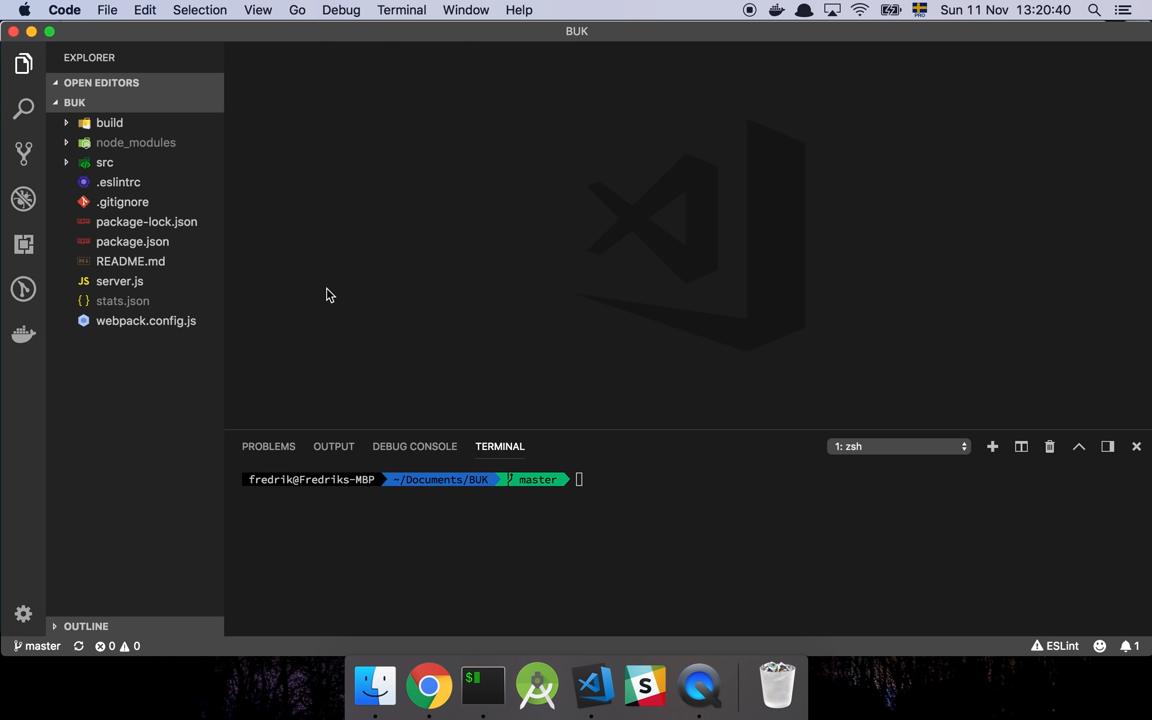 Code File Edit Selection View Go Debug Terminal Window Help PRO Sun 11 Nov 13:20:40
BUK
EXPLORER
OPEN EDITORS
BUK
build
node_modules
src
.eslintrc
.gitignore
package-lock.json
package.json
README.md
JS server.js
{ } stats.json
webpack.config.js
PROBLEMS OUTPUT DEBUG CONSOLE TERMINAL 1: zsh
fredrik@Fredriks-MBP ~/Documents/BUK master
OUTLINE
master 0 0 ESLint 1
$
S